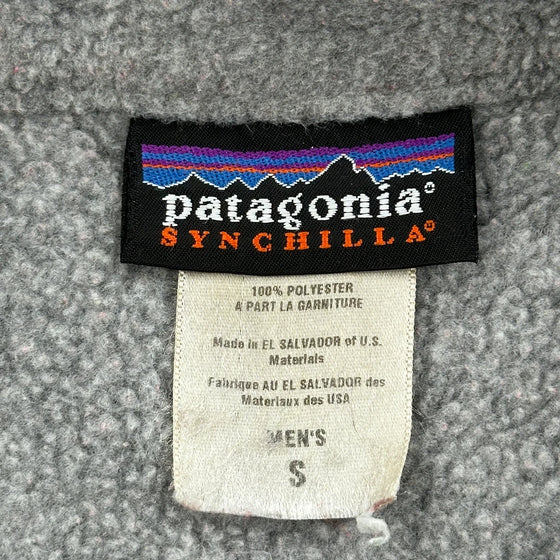 patagonia®
SYNCHILLA®
100% POLYESTER
À PART LA GARNITURE
Made in EL SALVADOR of U.S.
Materials
Fabriqué AU EL SALVADOR des
Materiaux des USA
MEN'S
S